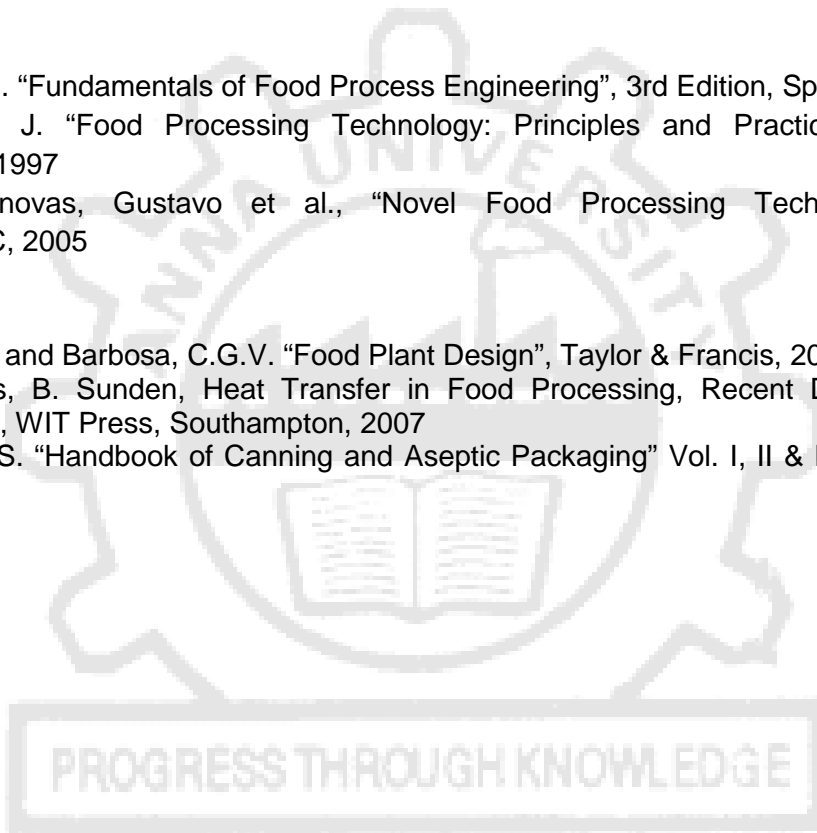 . “Fundamentals of Food Process Engineering”, 3rd Edition, Sp
J. “Food Processing Technology: Principles and Practic
1997
novas, Gustavo et al., “Novel Food Processing Tech
C, 2005
and Barbosa, C.G.V. “Food Plant Design”, Taylor & Francis, 20
s, B. Sunden, Heat Transfer in Food Processing, Recent D
, WIT Press, Southampton, 2007
S. “Handbook of Canning and Aseptic Packaging” Vol. I, II &
ANNA UNIVERSITY
PROGRESS THROUGH KNOWLEDGE